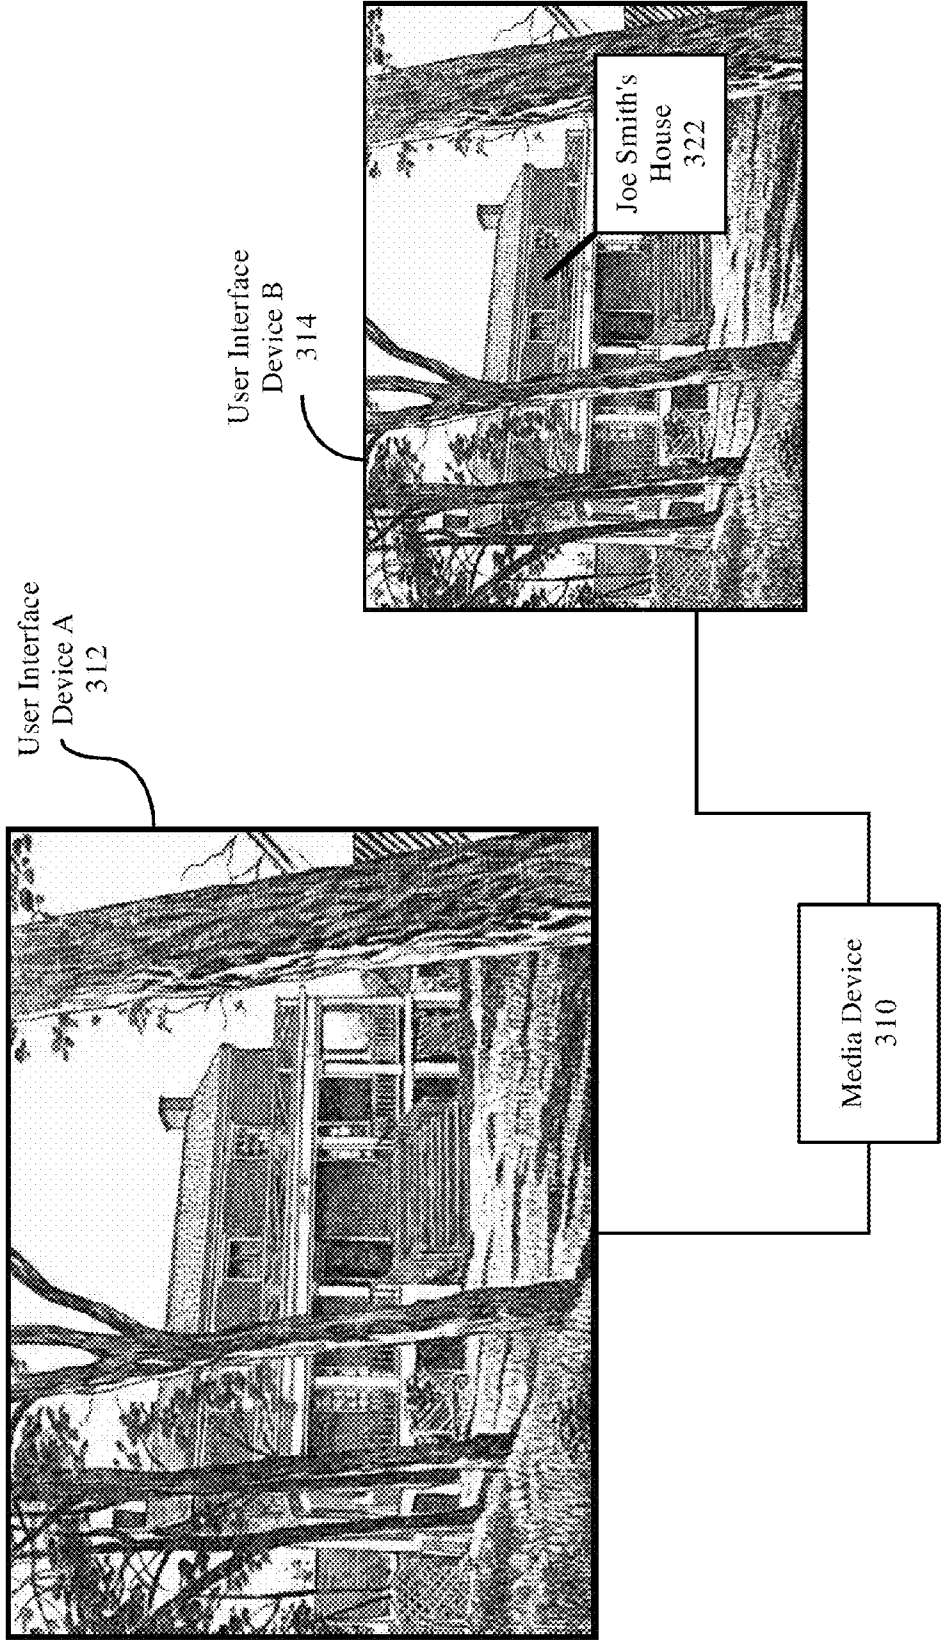 User Interface
Device A
312
User Interface
Device B
314
Joe Smith's
House
322
Media Device
310